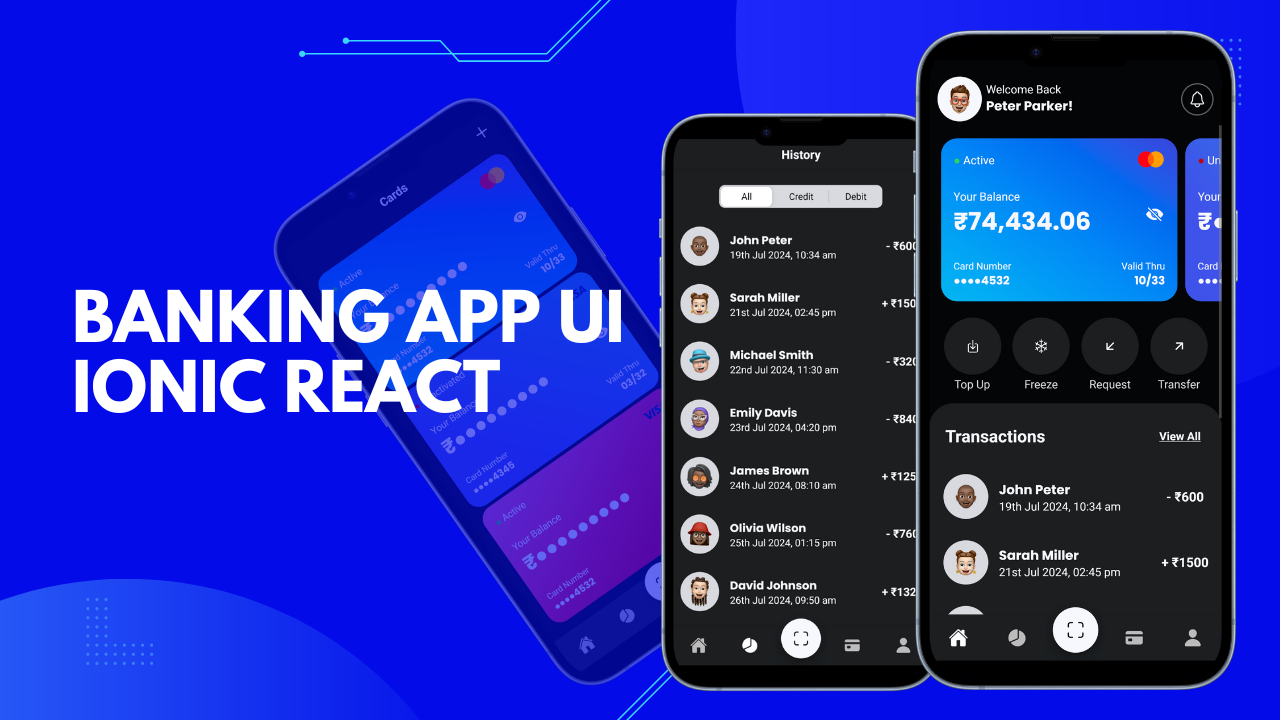 BANKING APP UI
IONIC REACT
Cards
Active
Your Balance
Card Number
●●●●4532
Valid Thru
10/33
VISA
Activated
Your Balance
Card Number
●●●●4345
Valid Thru
03/32
VISA
Active
Your Balance
₹●●●●●●●●●
Card Number
●●●●4532
History
All Credit Debit
John Peter
19th Jul 2024, 10:34 am
- ₹600
Sarah Miller
21st Jul 2024, 02:45 pm
+ ₹150
Michael Smith
22nd Jul 2024, 11:30 am
- ₹320
Emily Davis
23rd Jul 2024, 04:20 pm
- ₹840
James Brown
24th Jul 2024, 08:10 am
+ ₹125
Olivia Wilson
25th Jul 2024, 01:15 pm
- ₹760
David Johnson
26th Jul 2024, 09:50 am
+ ₹132
Welcome Back
Peter Parker!
Active
Your Balance
₹74,434.06
Card Number
●●●●4532
Valid Thru
10/33
Un
Your
₹●
Card
●●●●
Top Up Freeze Request Transfer
Transactions View All
John Peter
19th Jul 2024, 10:34 am
- ₹600
Sarah Miller
21st Jul 2024, 02:45 pm
+ ₹1500